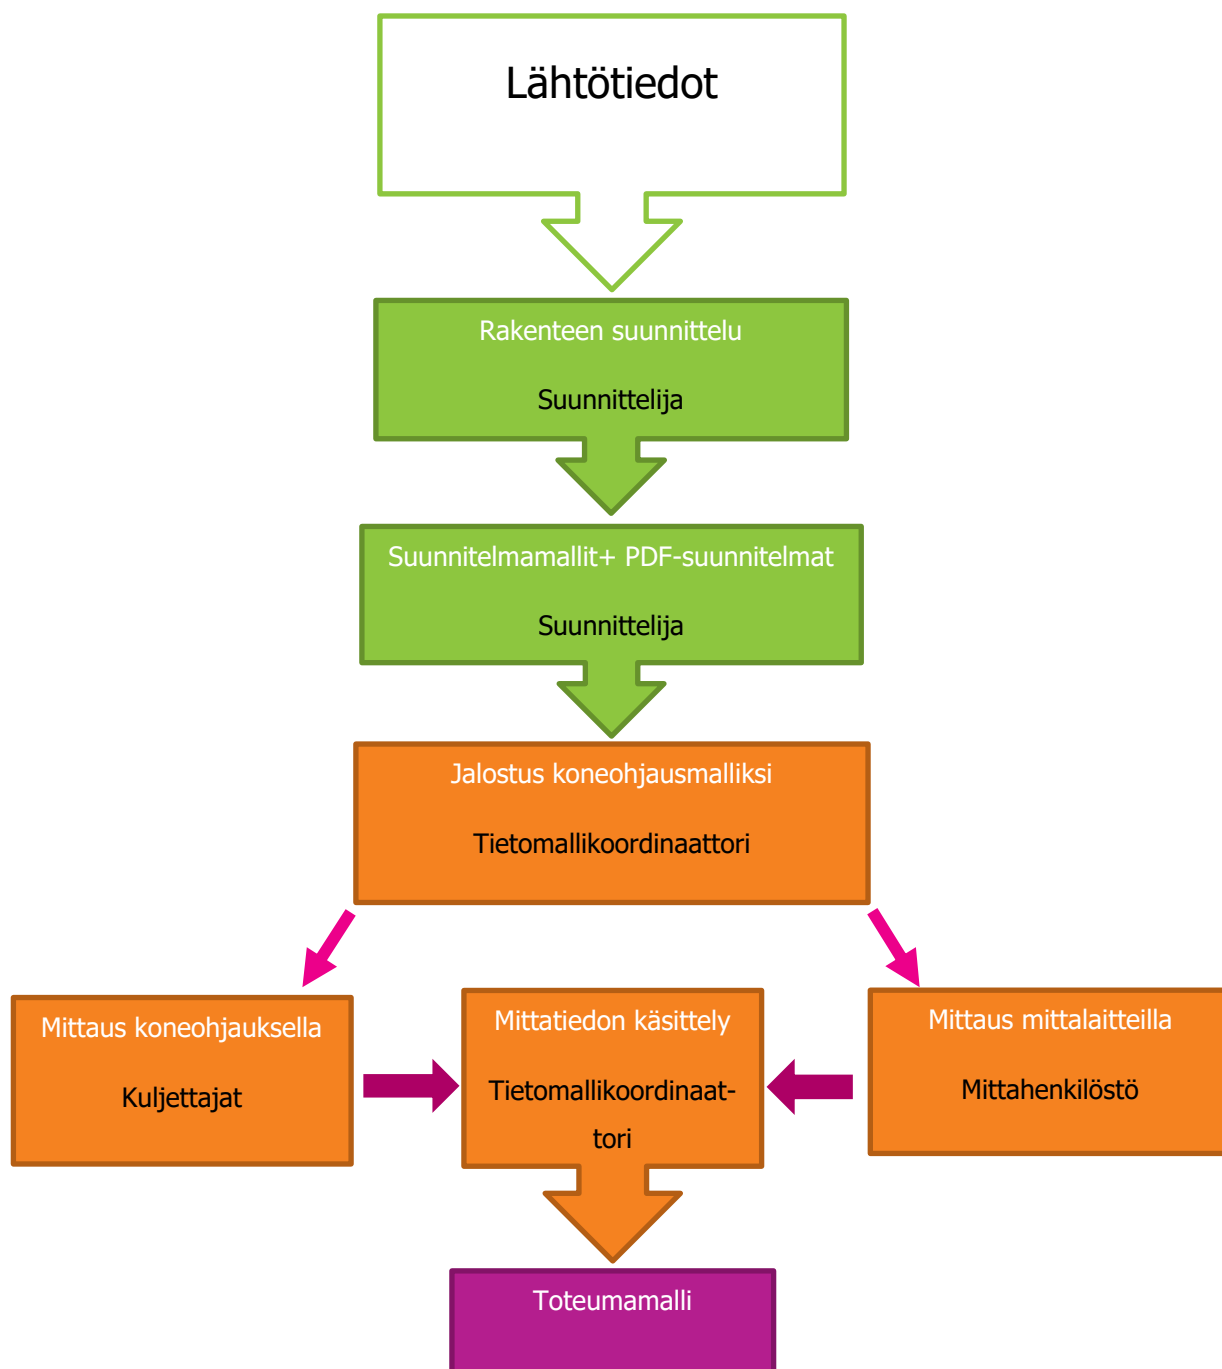 Lähtötiedot
Rakenteen suunnittelu
Suunnittelija
Suunnitelmamallit+ PDF-suunnitelmat
Suunnittelija
Jalostus koneohjausmalliksi
Tietomallikoordinaattori
Mittaus koneohjauksella
Kuljettajat
Mittatiedon käsittely
Tietomallikoordinaat-
tori
Mittaus mittalaitteilla
Mittahenkilöstö
Toteumamalli